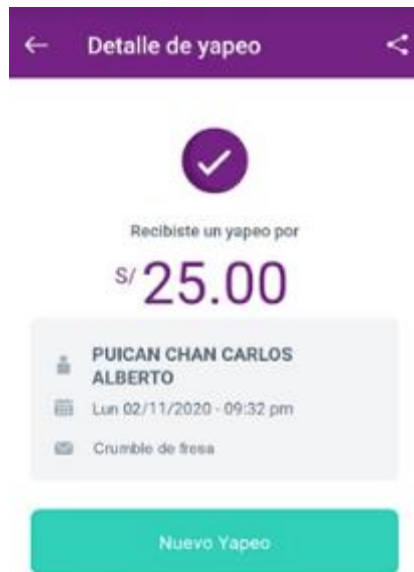 Detalle de yapeo
Recibiste un yapeo por
S/ 25.00
PUICAN CHAN CARLOS
ALBERTO
Lun 02/11/2020 - 09:32 pm
Crumble de fresa
Nuevo Yapeo